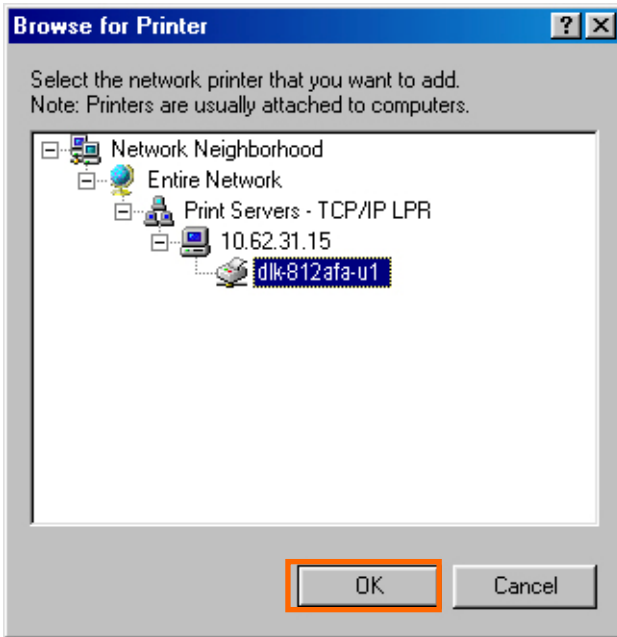 Browse for Printer
Select the network printer that you want to add.
Note: Printers are usually attached to computers.
Network Neighborhood
Entire Network
Print Servers - TCP/IP LPR
10.62.31.15
dlk-812afa-u1
OK Cancel